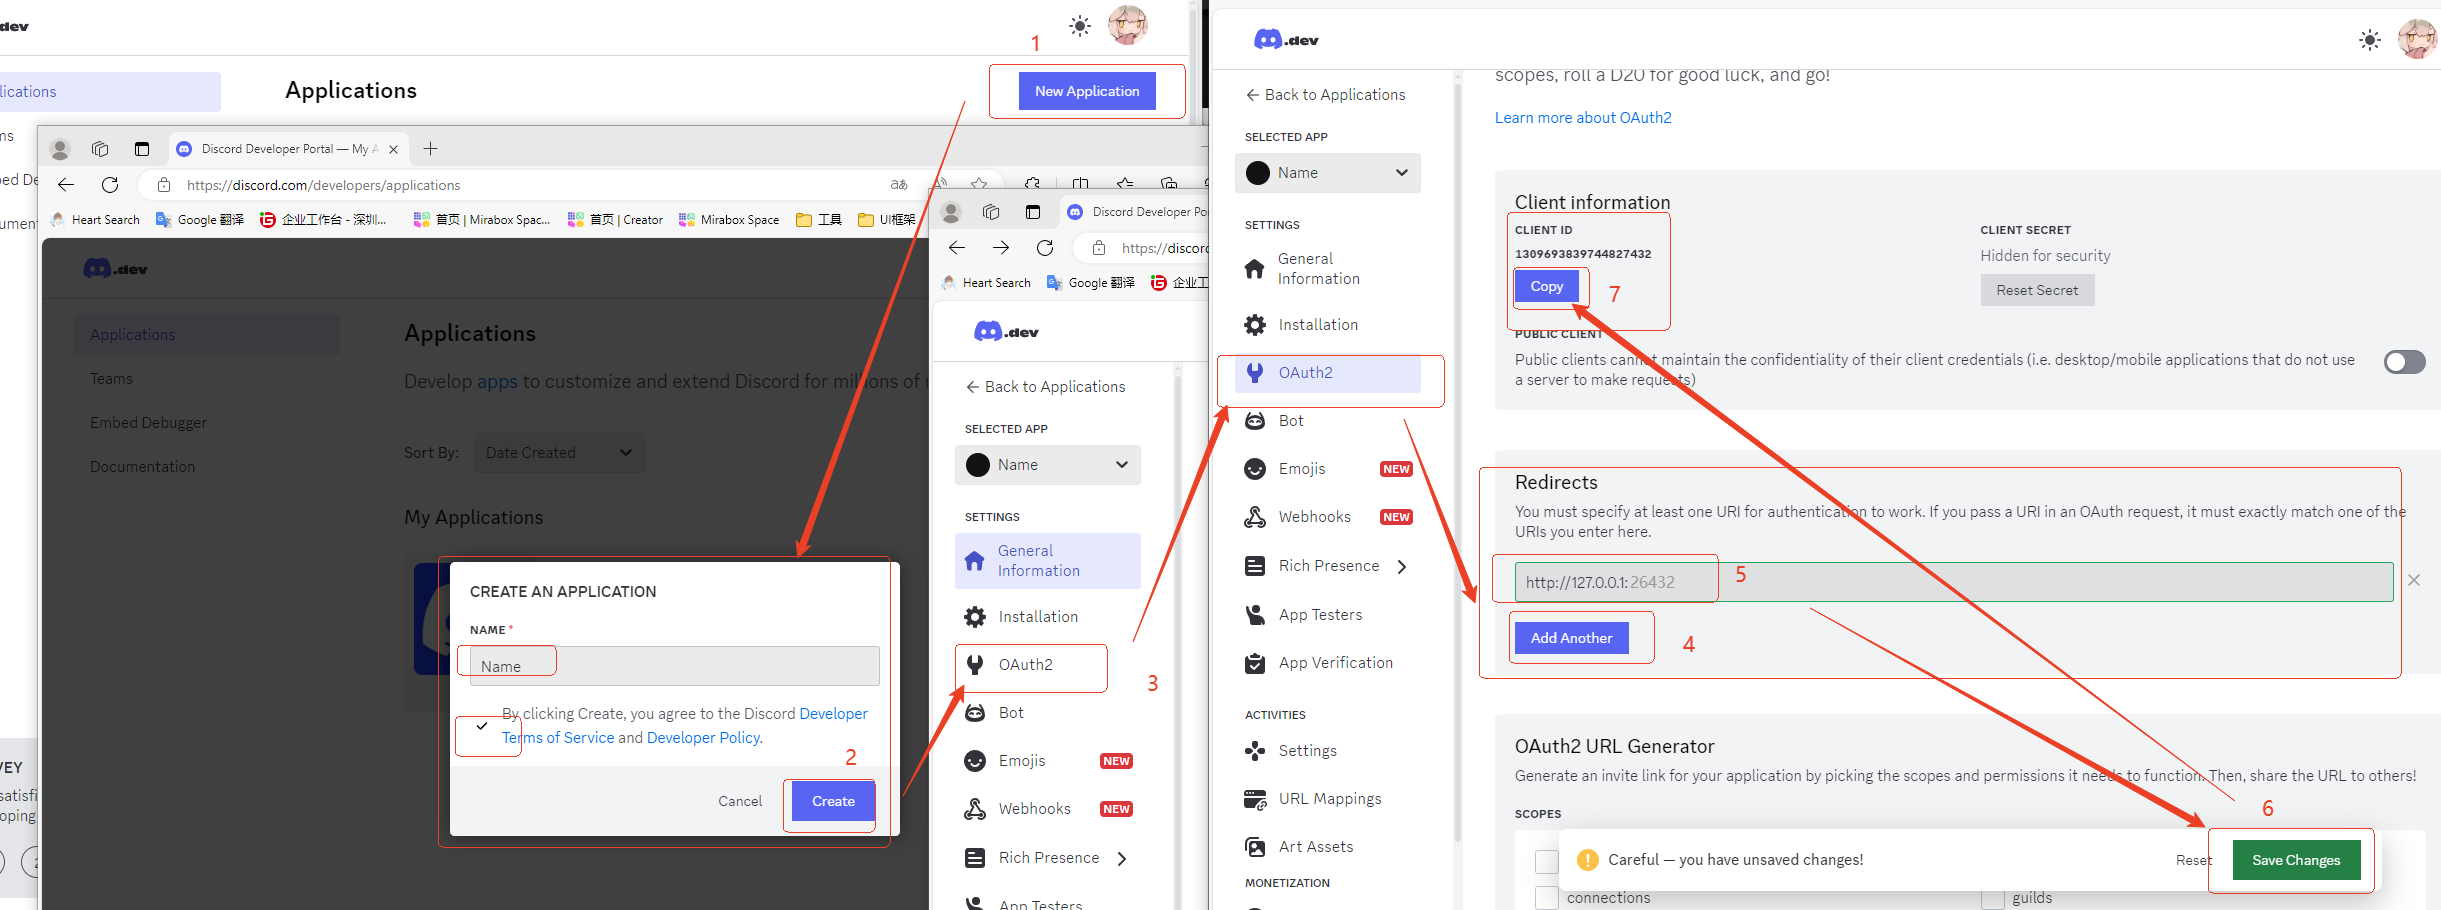 .dev
Applications
New Application
1
Discord Developer Portal — My A
https://discord.com/developers/applications
Heart Search
Google 翻译
企业工作台 - 深圳...
首页 | Mirabox Spac...
首页 | Creator
Mirabox Space
工具
UI框架
.dev
Applications
Teams
Embed Debugger
Documentation
Applications
Develop apps to customize and extend Discord for millions of u
Sort By:
Date Created
My Applications
CREATE AN APPLICATION
NAME *
Name
By clicking Create, you agree to the Discord Developer
Terms of Service and Developer Policy.
2
Cancel
Create
Discord Developer Po
https://discord
Heart Search
Google 翻译
企业工
.dev
Back to Applications
SELECTED APP
Name
SETTINGS
General
Information
Installation
OAuth2
3
Bot
Emojis
NEW
Webhooks
NEW
Rich Presence
App Testers
.dev
Back to Applications
SELECTED APP
Name
SETTINGS
General
Information
Installation
OAuth2
Bot
Emojis
NEW
Webhooks
NEW
Rich Presence
App Testers
App Verification
ACTIVITIES
Settings
URL Mappings
Art Assets
MONETIZATION
scopes, roll a D20 for good luck, and go!
Learn more about OAuth2
Client information
CLIENT ID
1309693839744827432
Copy
7
CLIENT SECRET
Hidden for security
Reset Secret
PUBLIC CLIENT
Public clients cannot maintain the confidentiality of their client credentials (i.e. desktop/mobile applications that do not use
a server to make requests)
Redirects
You must specify at least one URI for authentication to work. If you pass a URI in an OAuth request, it must exactly match one of the
URIs you enter here.
http://127.0.0.1:26432
5
Add Another
4
OAuth2 URL Generator
Generate an invite link for your application by picking the scopes and permissions it needs to function. Then, share the URL to others!
SCOPES
6
Careful — you have unsaved changes!
Reset
Save Changes
connections
guilds